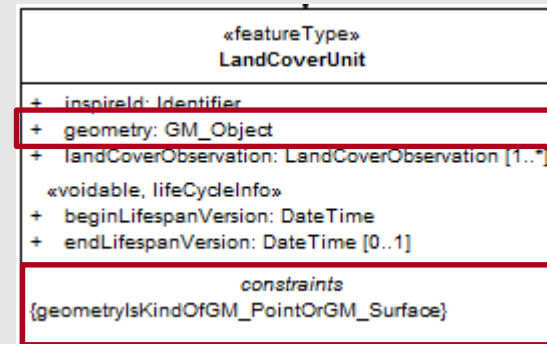 «featureType»
LandCoverUnit
+ inspireId: Identifier
+ geometry: GM_Object
+ landCoverObservation: LandCoverObservation [1..*]
«voidable, lifeCycleInfo»
+ beginLifespanVersion: DateTime
+ endLifespanVersion: DateTime [0..1]
constraints
{geometryIsKindOfGM_PointOrGM_Surface}